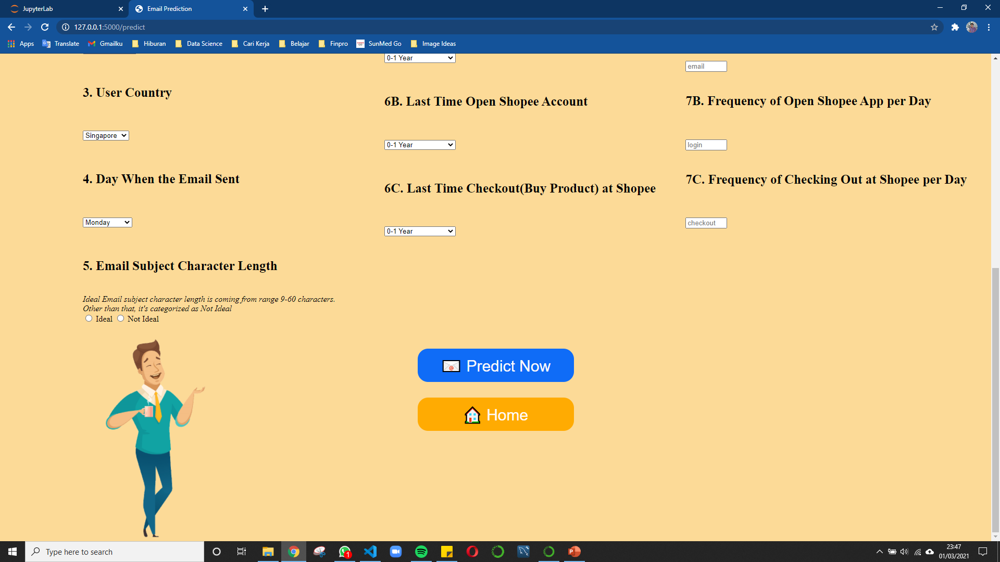 JupyterLab
Email Prediction
127.0.0.1:5000/predict
Apps
Translate
Gmailku
Hiburan
Data Science
Cari Kerja
Belajar
Finpro
SunMed Go
Image Ideas
3. User Country
Singapore
4. Day When the Email Sent
Monday
5. Email Subject Character Length
Ideal Email subject character length is coming from range 9-60 characters.
Other than that, it's categorized as Not Ideal
Ideal Not Ideal
0-1 Year
6B. Last Time Open Shopee Account
0-1 Year
6C. Last Time Checkout(Buy Product) at Shopee
0-1 Year
email
7B. Frequency of Open Shopee App per Day
login
7C. Frequency of Checking Out at Shopee per Day
checkout
@ Predict Now
Home
Type here to search
1
P
23:47
01/03/2021